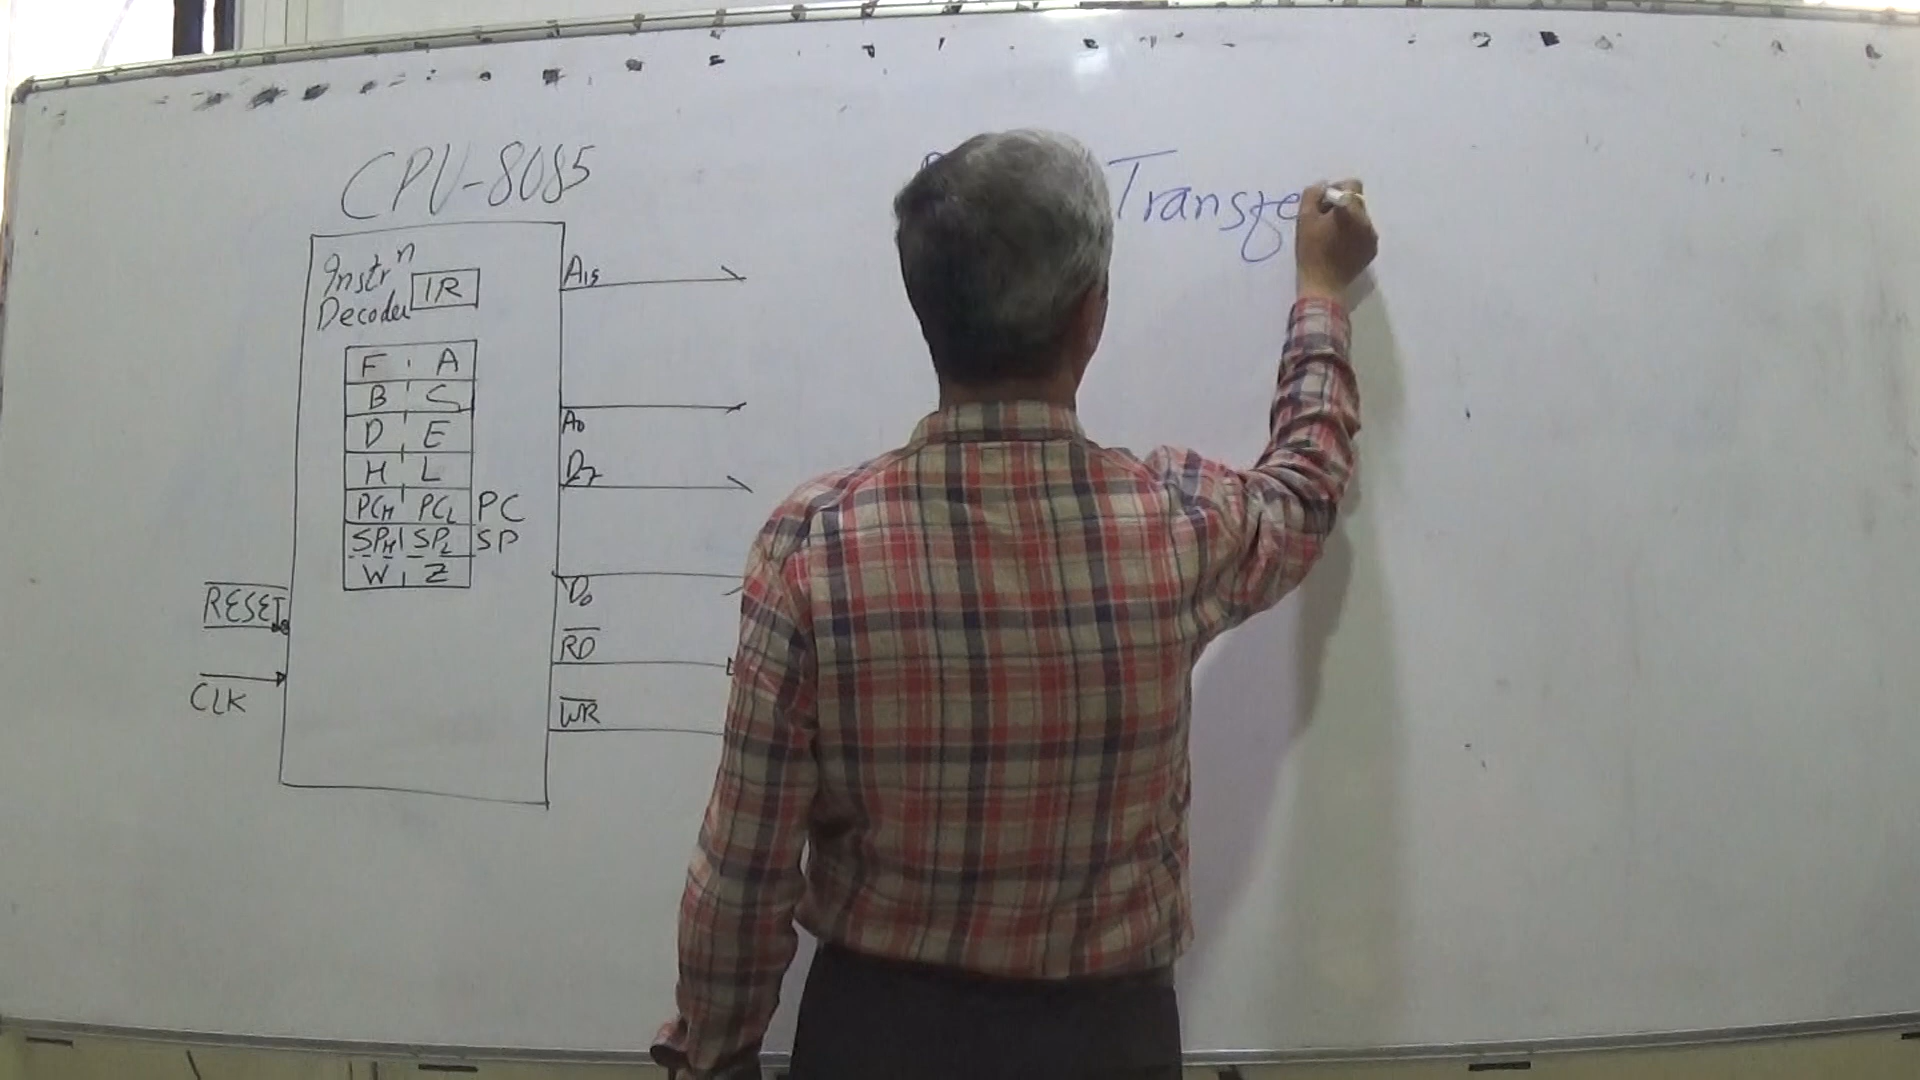 CPU-8085
Transfe
Instrⁿ
Decoder IR
F A
B C
D E
H L
PCH PCL PC
SPH SPL SP
W Z
RESET
CLK
A15
A0
D7
D0
RD
WR